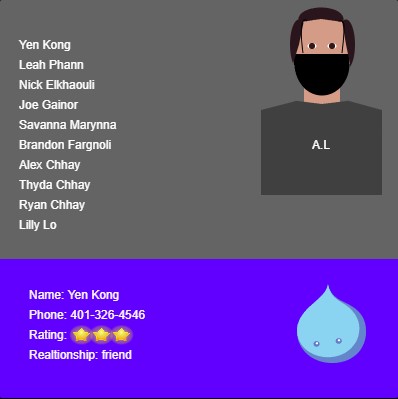 Yen Kong
Leah Phann
Nick Elkhaouli
Joe Gainor
Savanna Marynna
Brandon Fargnoli
Alex Chhay
Thyda Chhay
Ryan Chhay
Lilly Lo
A.L
Name: Yen Kong
Phone: 401-326-4546
Rating:
Realtionship: friend